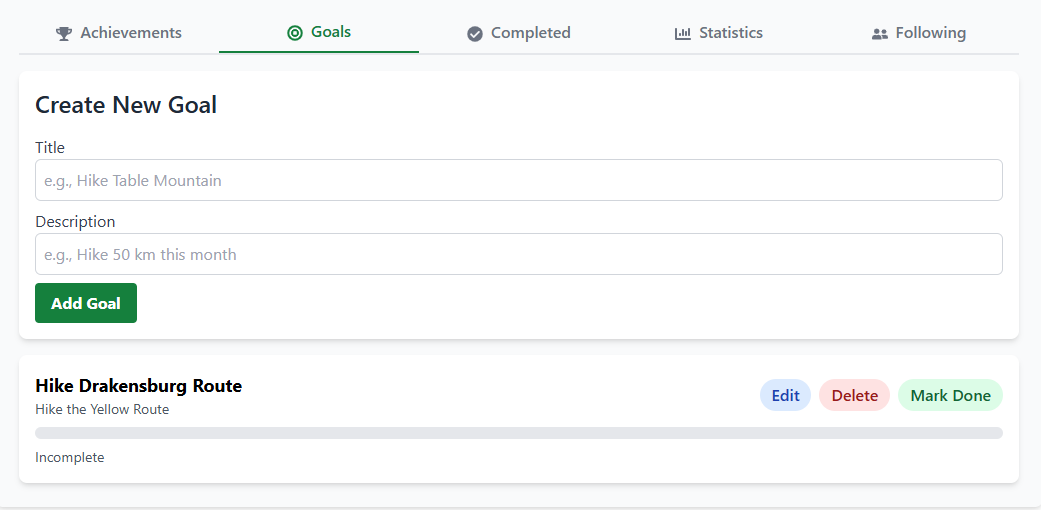 Achievements Goals Completed Statistics Following
Create New Goal
Title
e.g., Hike Table Mountain
Description
e.g., Hike 50 km this month
Add Goal
Hike Drakensburg Route
Edit Delete Mark Done
Hike the Yellow Route
Incomplete